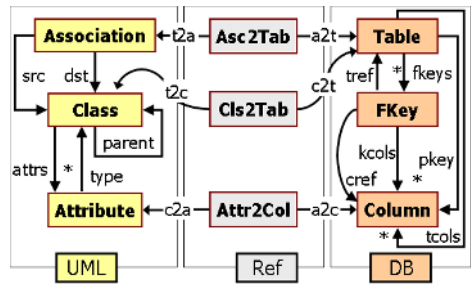 Association t2a Asc2Tab a2t Table
src dst t2c c2t tref * fkeys
Class Cls2Tab FKey
parent kcols pkey
attrs * type cref *
Attribute c2a Attr2Col a2c Column
* tcols
UML Ref DB